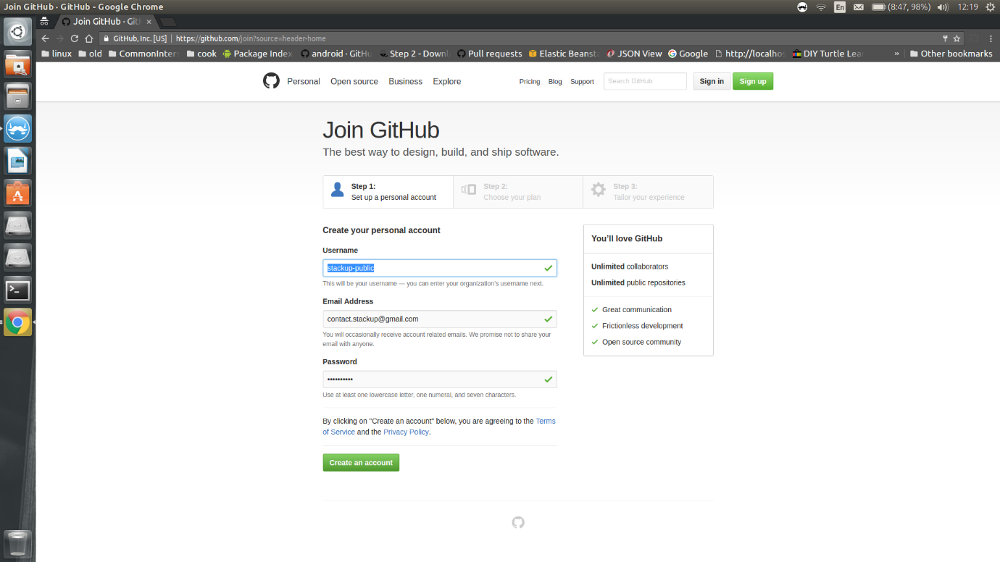 Join GitHub · GitHub - Google Chrome
En
(8:47, 98%)
12:19
Join GitHub · GitH
GitHub, Inc. [US]
https://github.com/join?source=header-home
linux
old
CommonInters
cook
Package Index
android · GitHu
Step 2 - Downl
Pull requests
Elastic Beansta
JSON View
Google
http://localhos
DIY Turtle Lear
»
Other bookmarks
Personal
Open source
Business
Explore
Pricing
Blog
Support
Search GitHub
Sign in
Sign up
Join GitHub
The best way to design, build, and ship software.
Step 1:
Set up a personal account
Step 2:
Choose your plan
Step 3:
Tailor your experience
Create your personal account
Username
stackup-public
This will be your username — you can enter your organization's username next.
Email Address
contact.stackup@gmail.com
You will occasionally receive account related emails. We promise not to share your
email with anyone.
Password
••••••••••
Use at least one lowercase letter, one numeral, and seven characters.
By clicking on "Create an account" below, you are agreeing to the Terms
of Service and the Privacy Policy.
Create an account
You'll love GitHub
Unlimited collaborators
Unlimited public repositories
Great communication
Frictionless development
Open source community